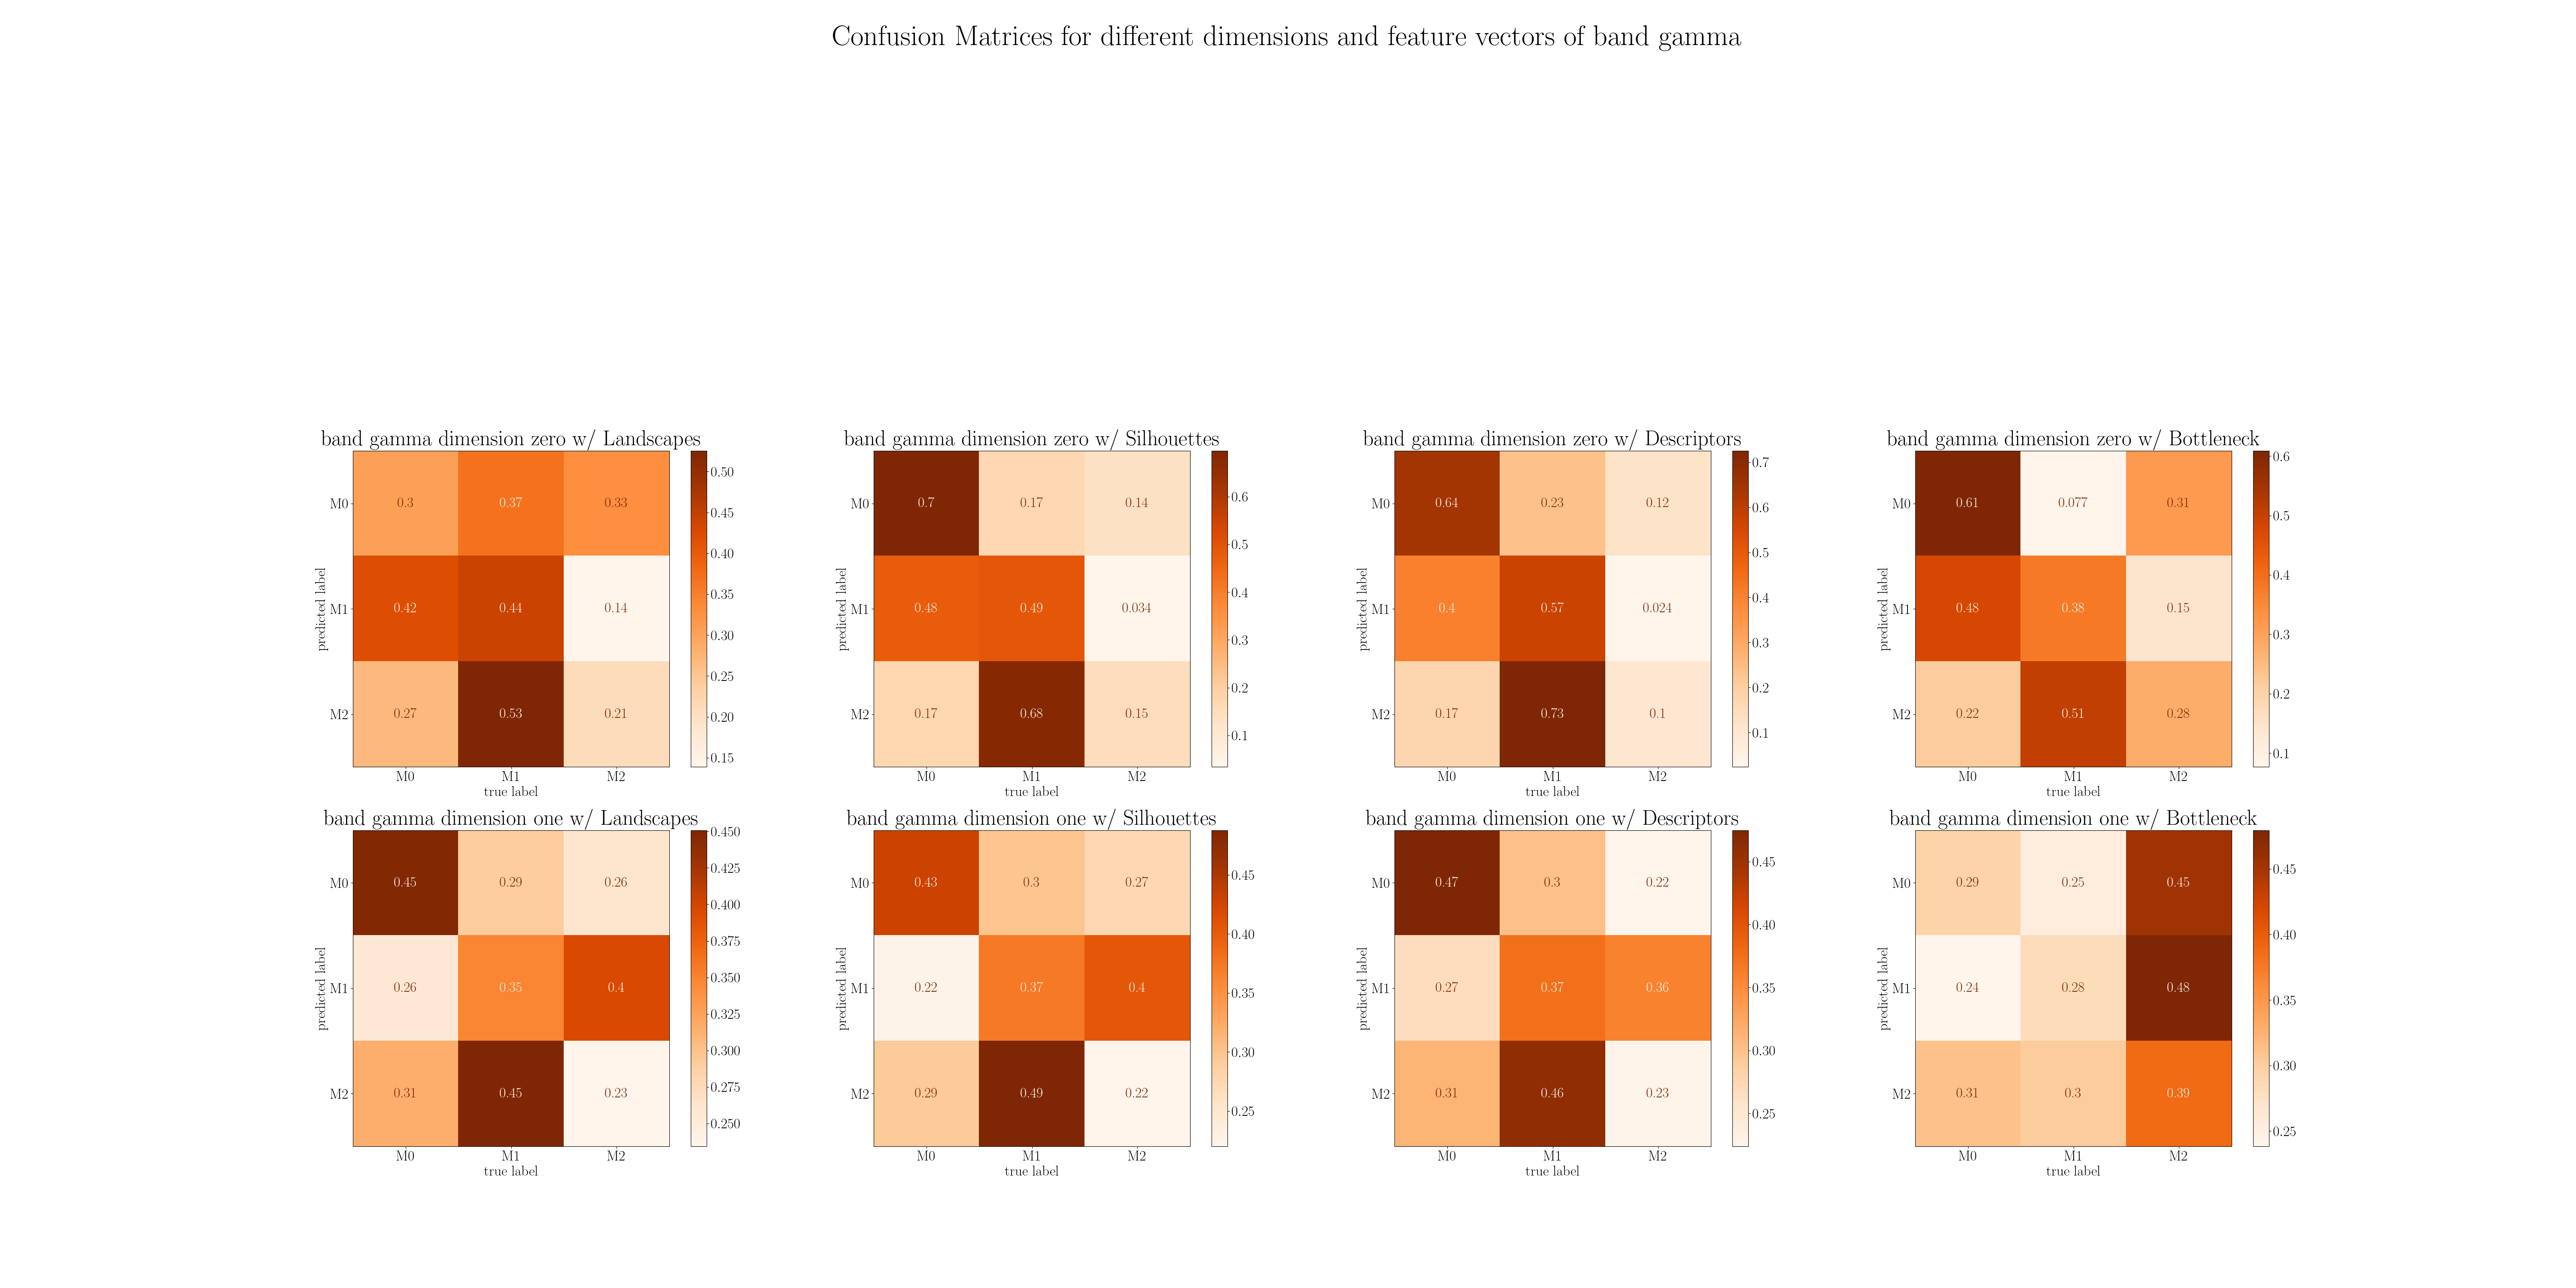 Confusion Matrices for different dimensions and feature vectors of band gamma
band gamma dimension zero w/ Landscapes
M0 0.3 0.37 0.33
M1 0.42 0.44 0.14
M2 0.27 0.53 0.21
predicted label
M0 M1 M2
true label
0.50
0.45
0.40
0.35
0.30
0.25
0.20
0.15
band gamma dimension zero w/ Silhouettes
M0 0.7 0.17 0.14
M1 0.48 0.49 0.034
M2 0.17 0.68 0.15
predicted label
M0 M1 M2
true label
0.6
0.5
0.4
0.3
0.2
0.1
band gamma dimension zero w/ Descriptors
M0 0.64 0.23 0.12
M1 0.4 0.57 0.024
M2 0.17 0.73 0.1
predicted label
M0 M1 M2
true label
0.7
0.6
0.5
0.4
0.3
0.2
0.1
band gamma dimension zero w/ Bottleneck
M0 0.61 0.077 0.31
M1 0.48 0.38 0.15
M2 0.22 0.51 0.28
predicted label
M0 M1 M2
true label
0.6
0.5
0.4
0.3
0.2
0.1
band gamma dimension one w/ Landscapes
M0 0.45 0.29 0.26
M1 0.26 0.35 0.4
M2 0.31 0.45 0.23
predicted label
M0 M1 M2
true label
0.450
0.425
0.400
0.375
0.350
0.325
0.300
0.275
0.250
band gamma dimension one w/ Silhouettes
M0 0.43 0.3 0.27
M1 0.22 0.37 0.4
M2 0.29 0.49 0.22
predicted label
M0 M1 M2
true label
0.45
0.40
0.35
0.30
0.25
band gamma dimension one w/ Descriptors
M0 0.47 0.3 0.22
M1 0.27 0.37 0.36
M2 0.31 0.46 0.23
predicted label
M0 M1 M2
true label
0.45
0.40
0.35
0.30
0.25
band gamma dimension one w/ Bottleneck
M0 0.29 0.25 0.45
M1 0.24 0.28 0.48
M2 0.31 0.3 0.39
predicted label
M0 M1 M2
true label
0.45
0.40
0.35
0.30
0.25